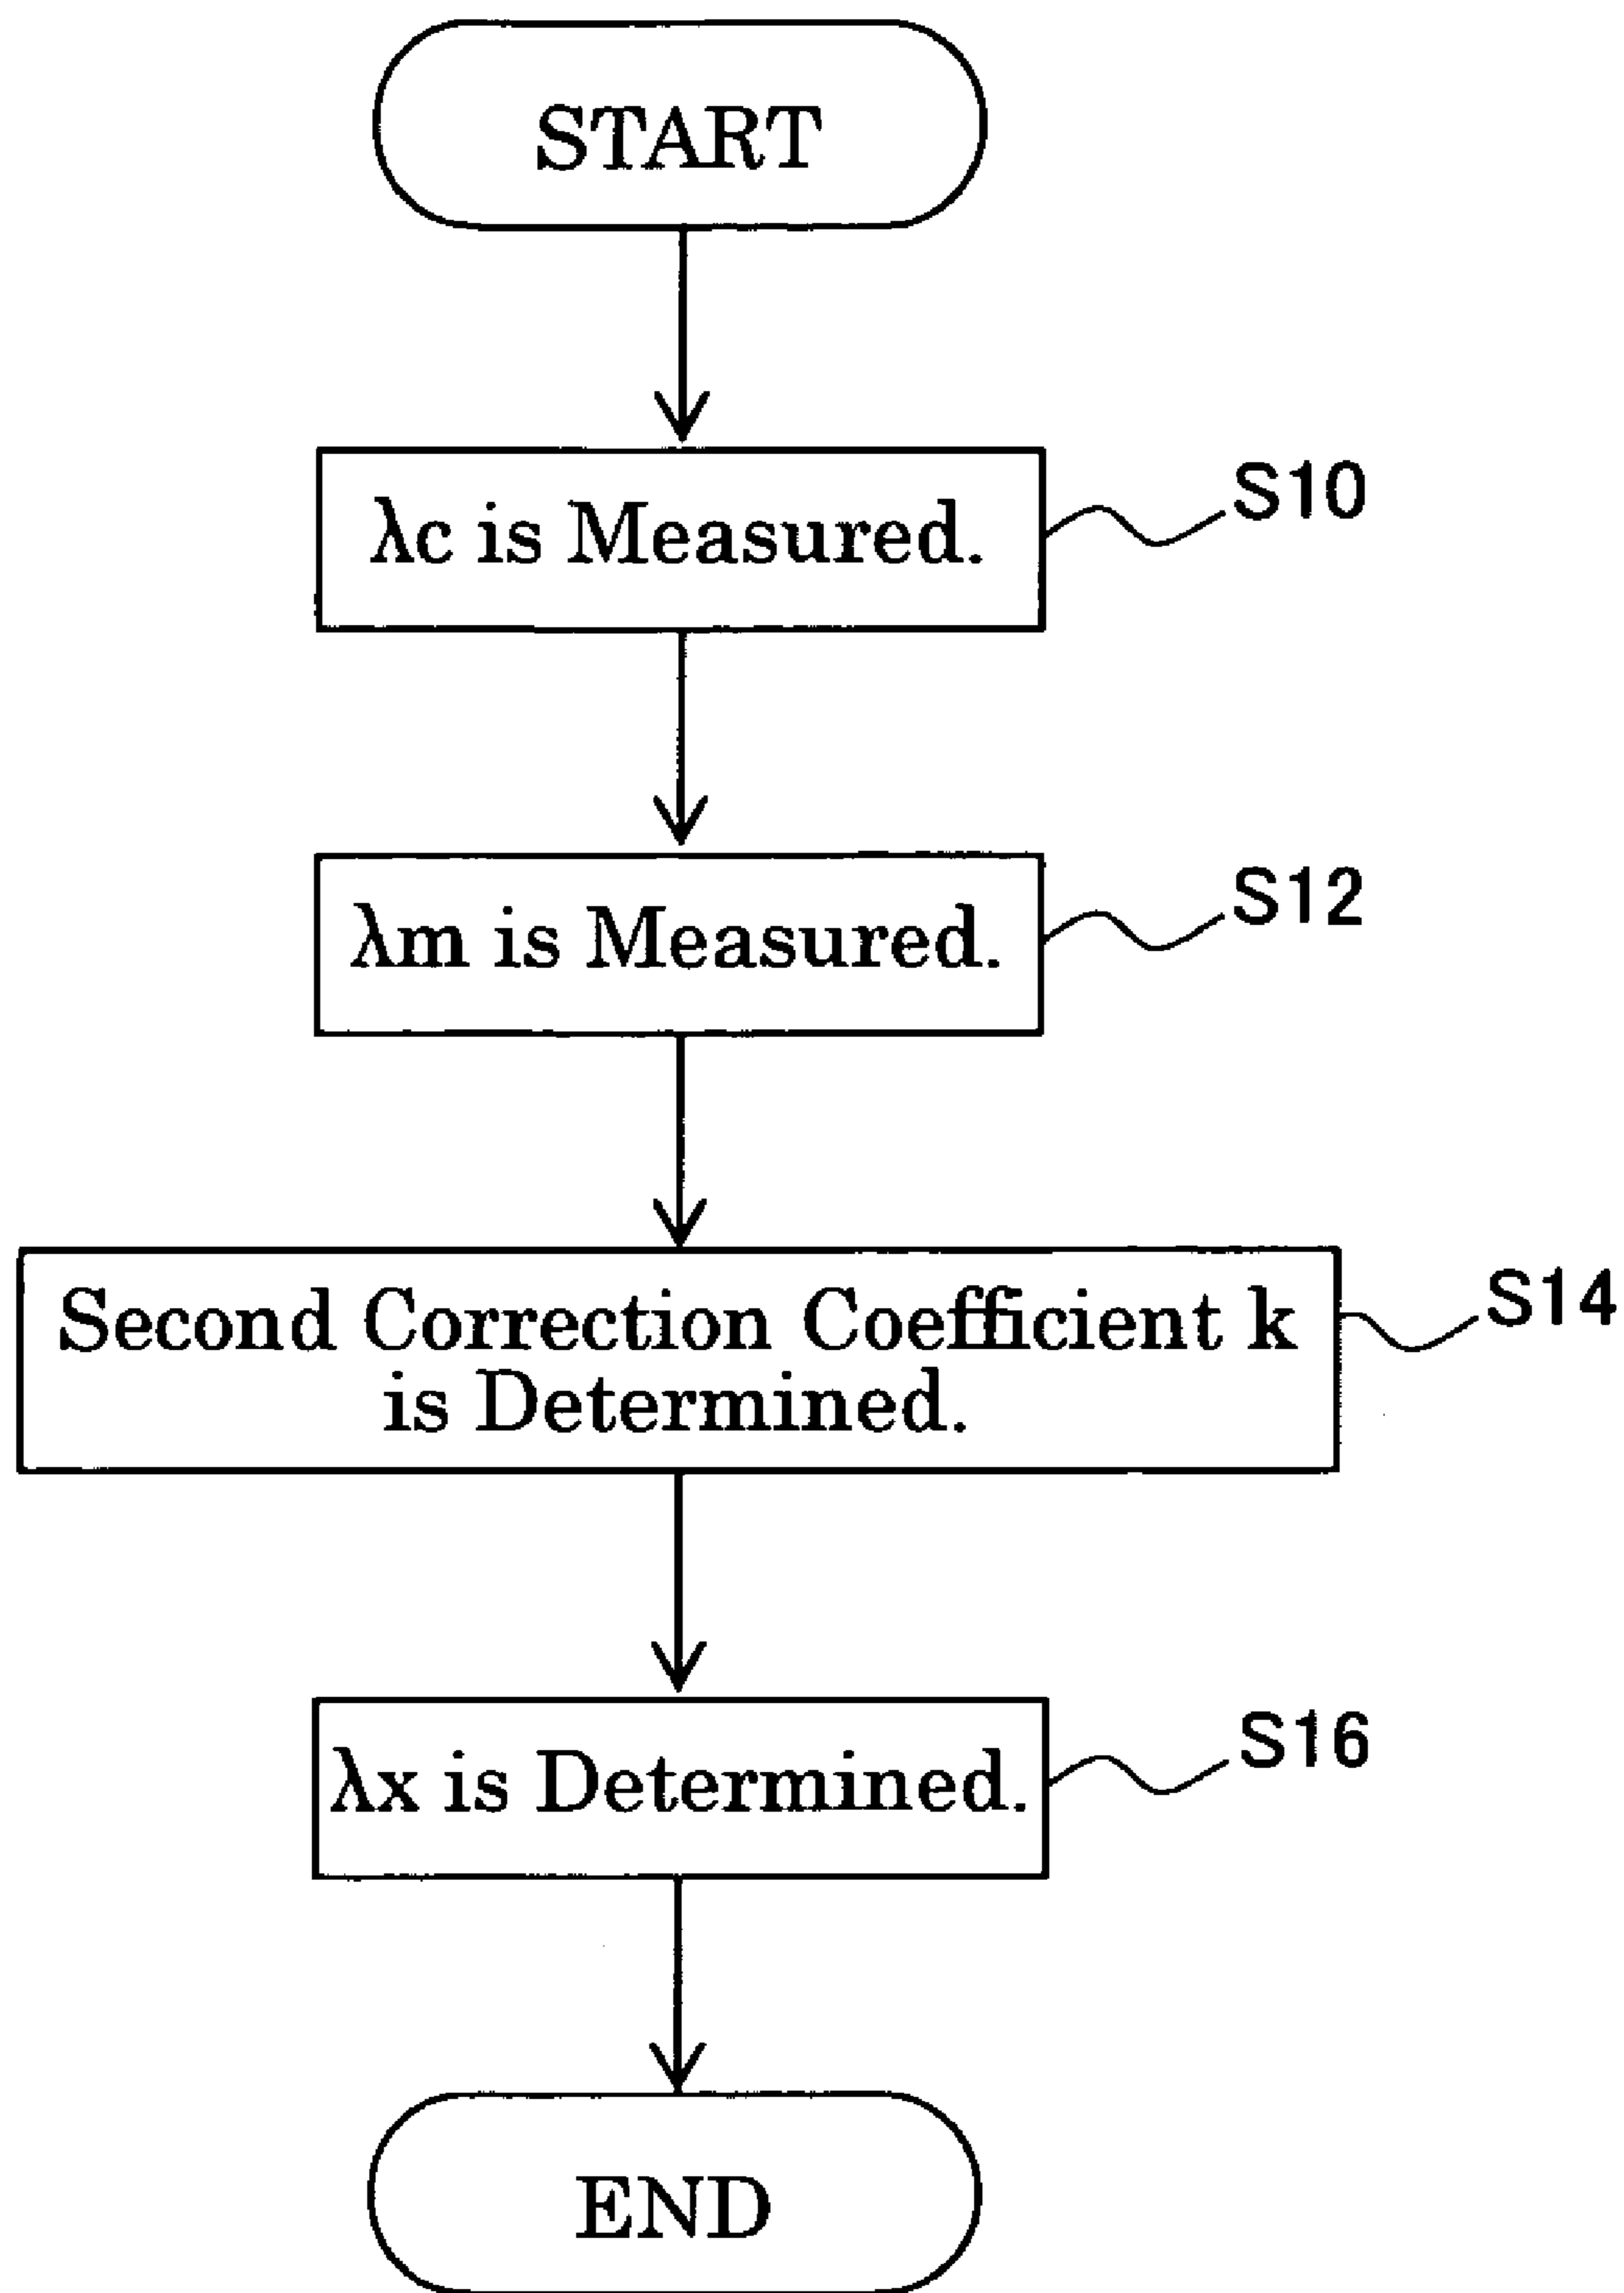 START
λc is Measured.
S10
λm is Measured.
S12
Second Correction Coefficient k
is Determined.
S14
λx is Determined.
S16
END